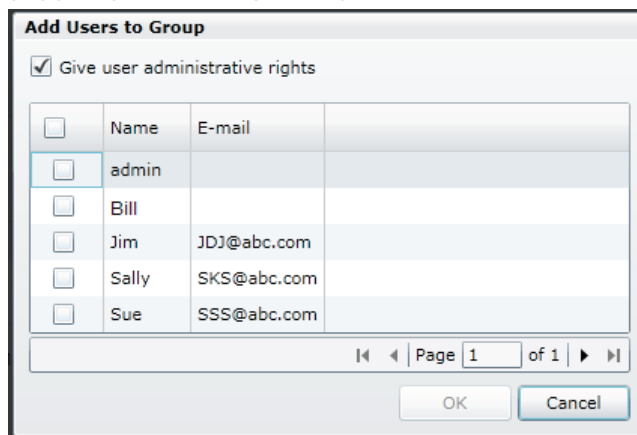 Add Users to Group
Give user administrative rights
Name E-mail
admin
Bill
Jim JDJ@abc.com
Sally SKS@abc.com
Sue SSS@abc.com
Page 1 of 1
OK Cancel